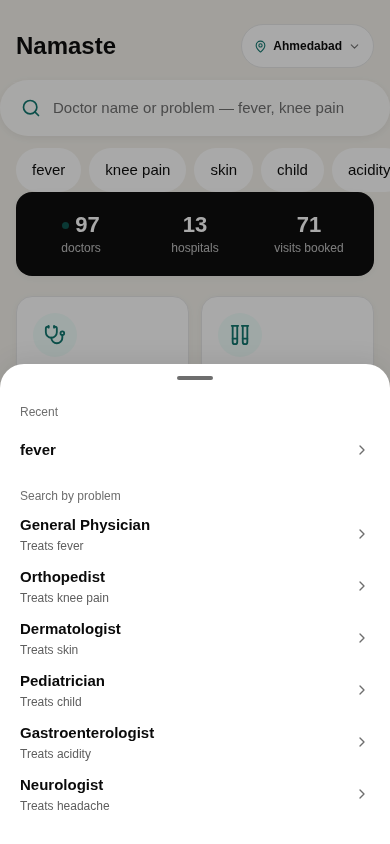 Namaste
Ahmedabad
Doctor name or problem — fever, knee pain
fever
knee pain
skin
child
acidity
97
13
71
doctors
hospitals
visits booked
Recent
fever
Search by problem
General Physician
Treats fever
Orthopedist
Treats knee pain
Dermatologist
Treats skin
Pediatrician
Treats child
Gastroenterologist
Treats acidity
Neurologist
Treats headache